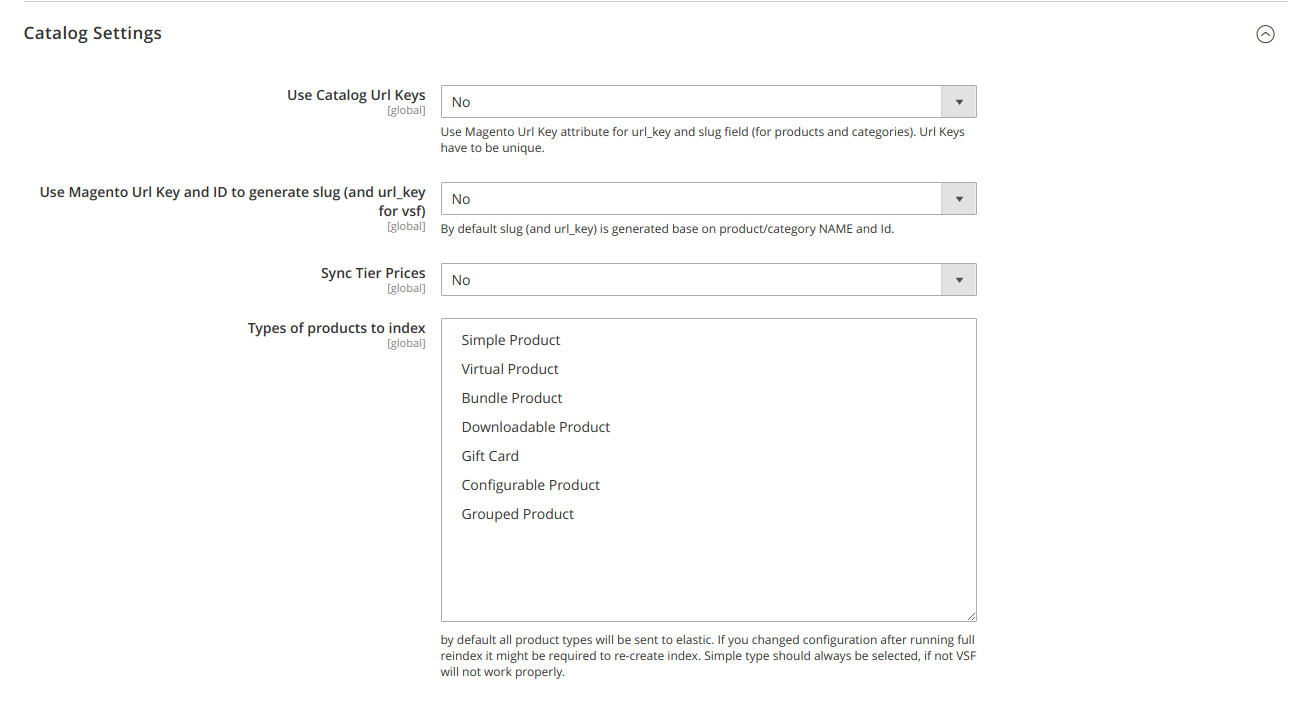 Catalog Settings
Use Catalog Url Keys
[global]
No
Use Magento Url Key attribute for url_key and slug field (for products and categories). Url Keys
have to be unique.
Use Magento Url Key and ID to generate slug (and url_key
for vsf)
[global]
No
By default slug (and url_key) is generated base on product/category NAME and Id.
Sync Tier Prices
[global]
No
Types of products to index
[global]
Simple Product
Virtual Product
Bundle Product
Downloadable Product
Gift Card
Configurable Product
Grouped Product
by default all product types will be sent to elastic. If you changed configuration after running full
reindex it might be required to re-create index. Simple type should always be selected, if not VSF
will not work properly.